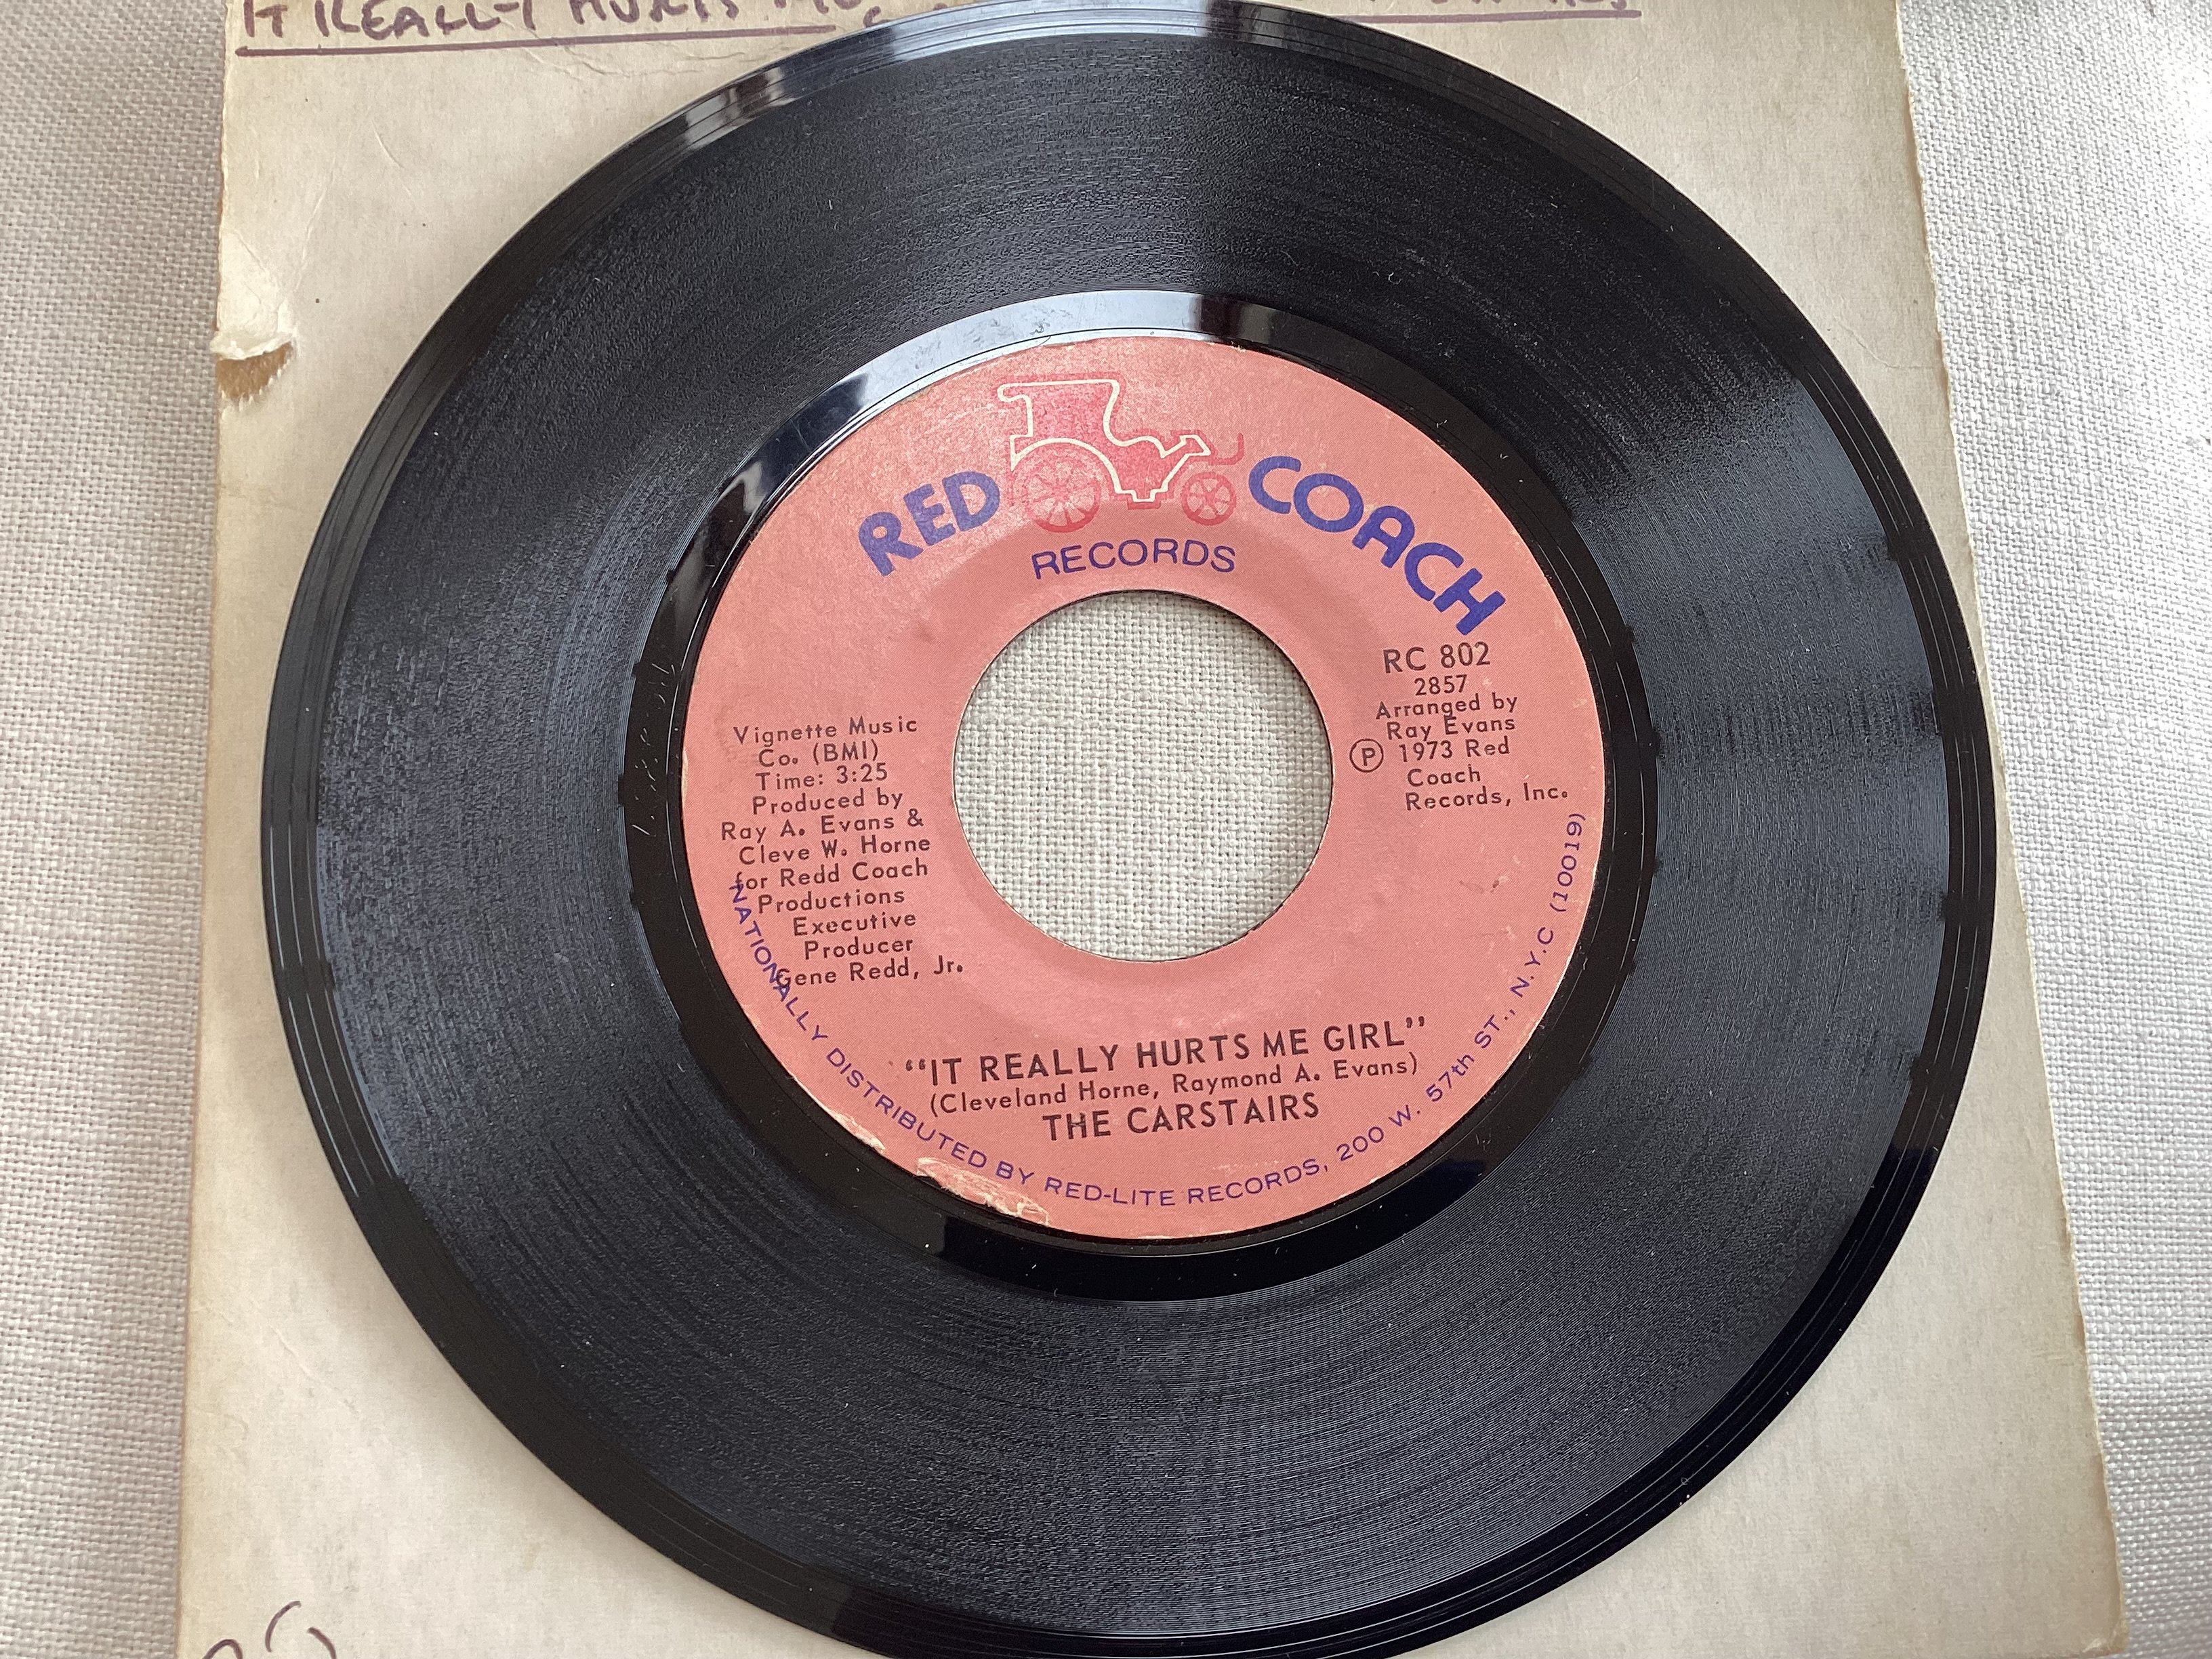 IT REALLY HURTS
RED COACH
RECORDS
RC 802
2857
Arranged by
Ray Evans
Ⓟ 1973 Red
Coach
Records, Inc.
Vignette Music
Co. (BMI)
Time: 3:25
Produced by
Ray A. Evans &
Cleve W. Horne
for Redd Coach
Productions
Executive
Producer
Gene Redd, Jr.
“IT REALLY HURTS ME GIRL”
(Cleveland Horne, Raymond A. Evans)
THE CARSTAIRS
NATIONALLY DISTRIBUTED BY RED-LITE RECORDS, 200 W. 57th ST., N.Y.C (10019)